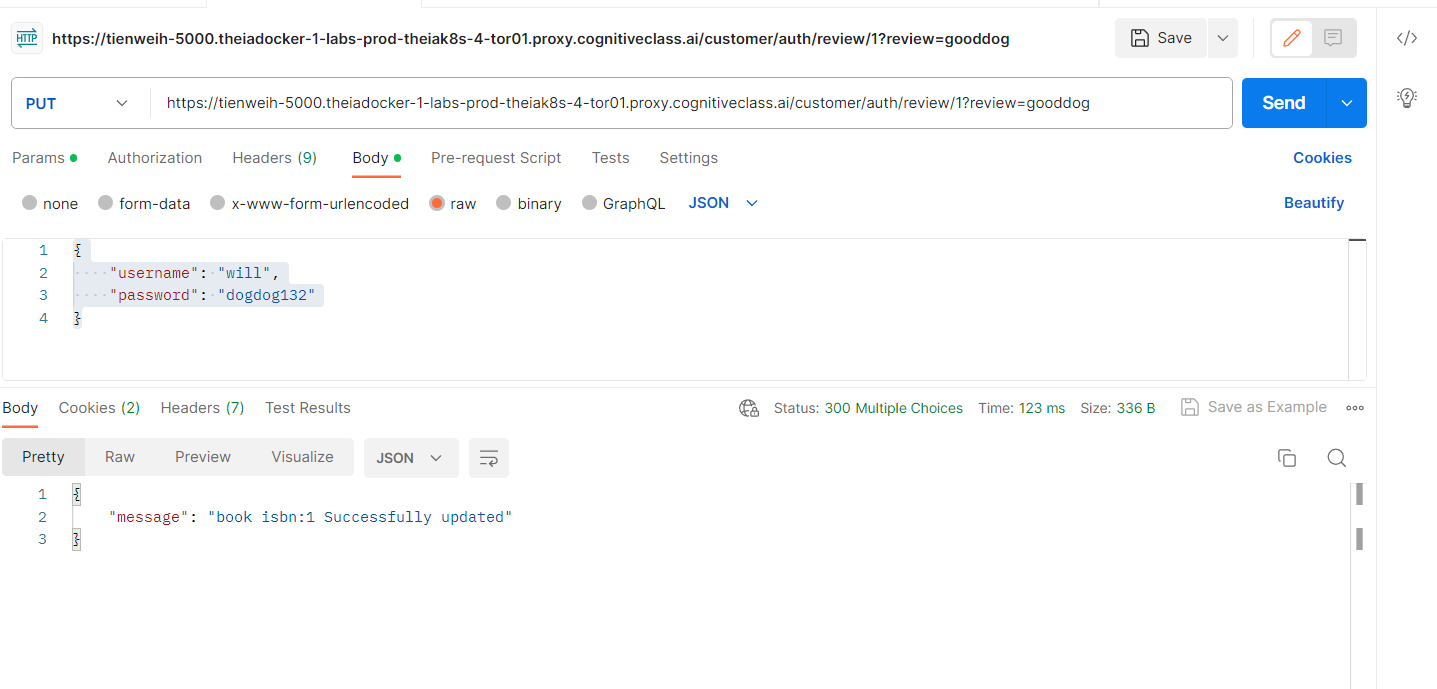 HTTP https://tienweih-5000.theiadocker-1-labs-prod-theiak8s-4-tor01.proxy.cognitiveclass.ai/customer/auth/review/1?review=gooddog Save
PUT https://tienweih-5000.theiadocker-1-labs-prod-theiak8s-4-tor01.proxy.cognitiveclass.ai/customer/auth/review/1?review=gooddog Send
Params Authorization Headers (9) Body Pre-request Script Tests Settings Cookies
none form-data x-www-form-urlencoded raw binary GraphQL JSON Beautify
1 {
2 "username": "will",
3 "password": "dogdog132"
4 }
Body Cookies (2) Headers (7) Test Results Status: 300 Multiple Choices Time: 123 ms Size: 336 B Save as Example
Pretty Raw Preview Visualize JSON
1 {
2 "message": "book isbn:1 Successfully updated"
3 }